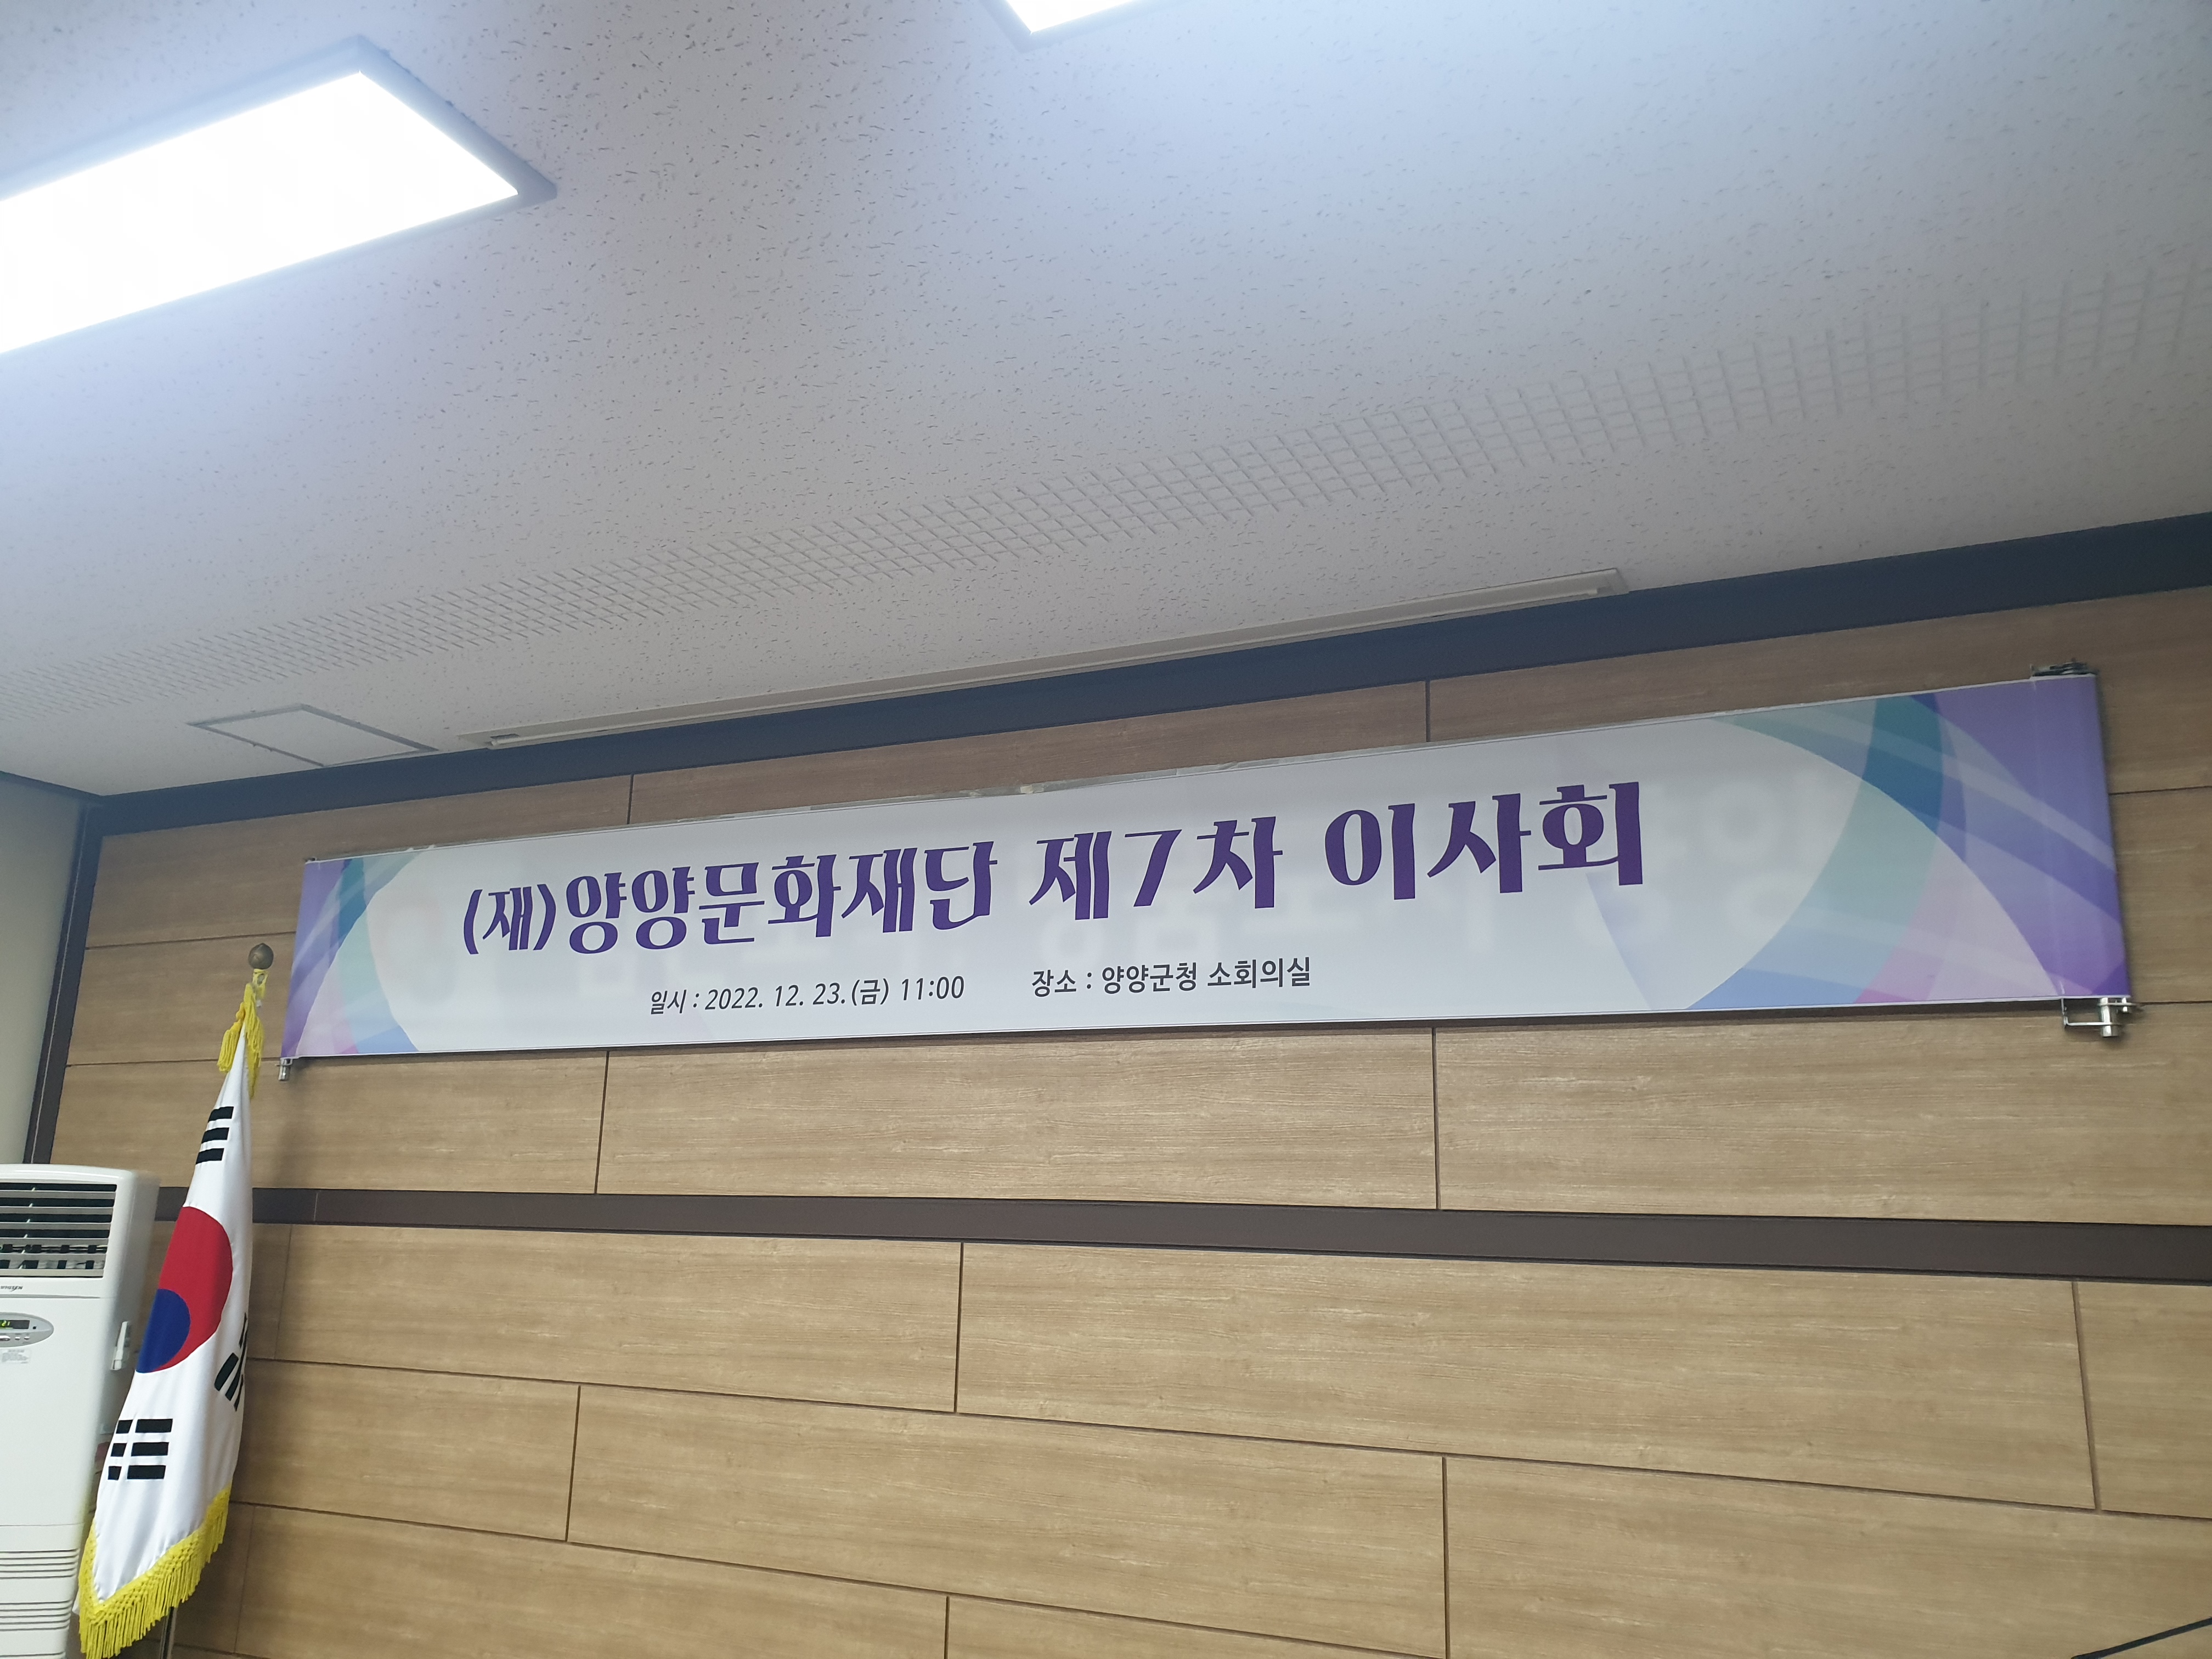 (재)양양문화재단 제7차 이사회
일시 : 2022. 12. 23.(금) 11:00 장소 : 양양군청 소회의실